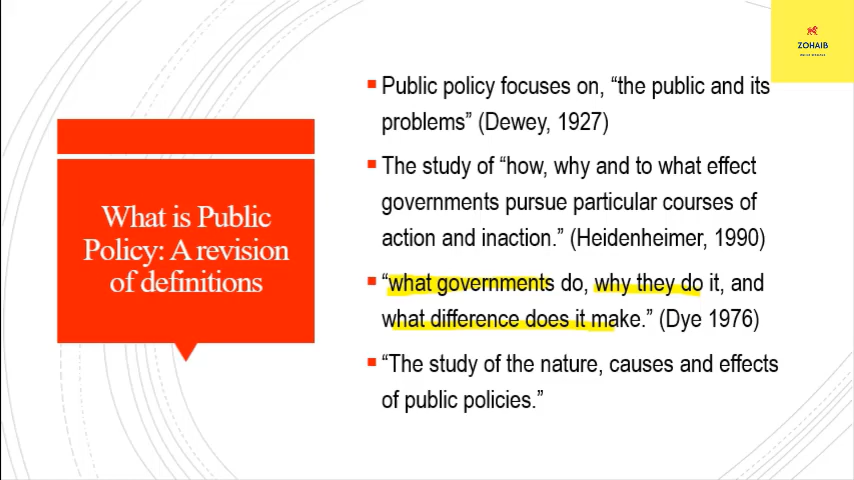 ZOHAIB
What is Public
Policy: A revision
of definitions
Public policy focuses on, “the public and its
problems” (Dewey, 1927)
The study of “how, why and to what effect
governments pursue particular courses of
action and inaction.” (Heidenheimer, 1990)
“what governments do, why they do it, and
what difference does it make.” (Dye 1976)
“The study of the nature, causes and effects
of public policies.”